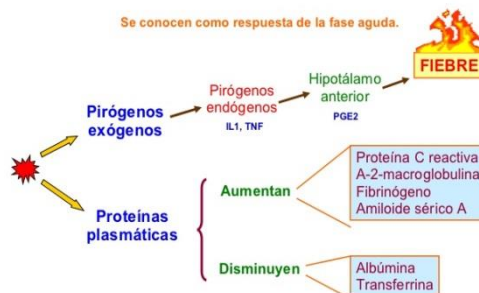 Se conocen como respuesta de la fase aguda.
FIEBRE
Hipotálamo
anterior
PGE2
Pirógenos
endógenos
IL1, TNF
Pirógenos
exógenos
Proteínas
plasmáticas
Aumentan
Proteína C reactiva
A-2-macroglobulina
Fibrinógeno
Amiloide sérico A
Disminuyen
Albúmina
Transferrina